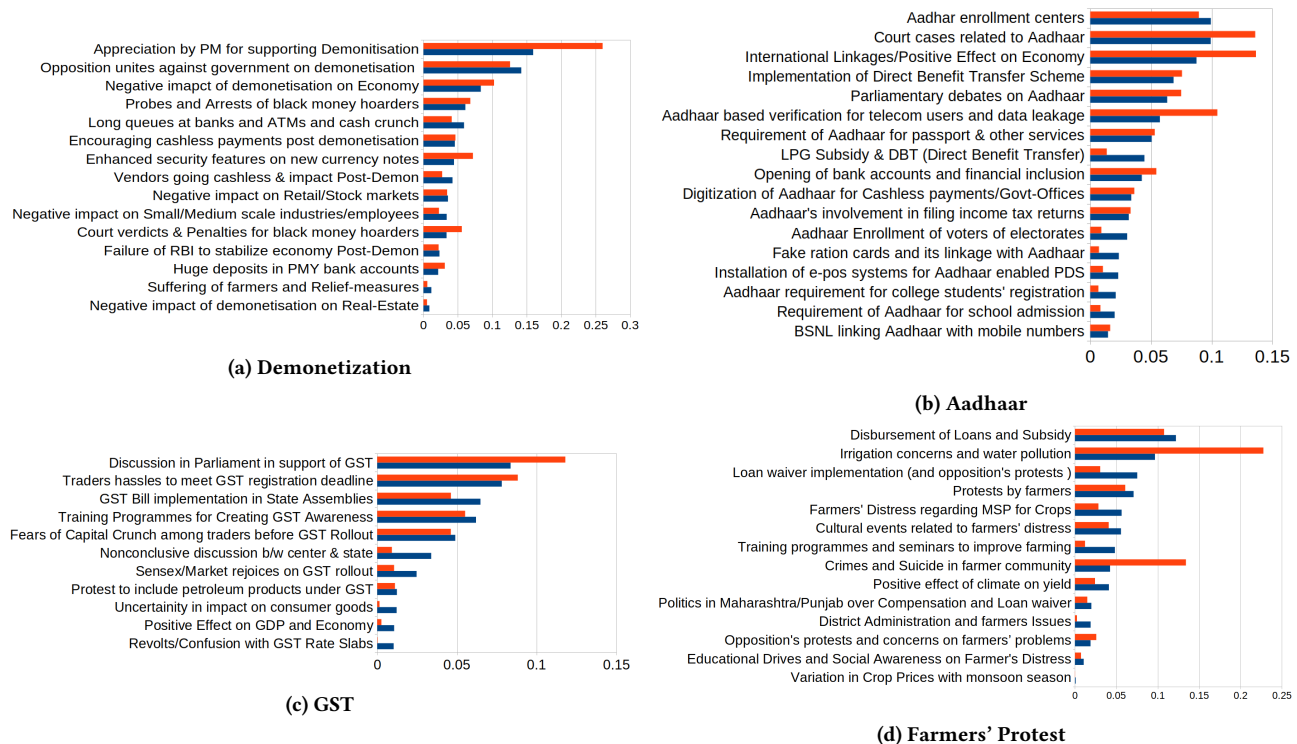 Appreciation by PM for supporting Demonitisation
Opposition unites against government on demonetisation
Negative imapct of demonetisation on Economy
Probes and Arrests of black money hoarders
Long queues at banks and ATMs and cash crunch
Encouraging cashless payments post demonetisation
Enhanced security features on new currency notes
Vendors going cashless & impact Post-Demon
Negative impact on Retail/Stock markets
Negative impact on Small/Medium scale industries/employees
Court verdicts & Penalties for black money hoarders
Failure of RBI to stabilize economy Post-Demon
Huge deposits in PMY bank accounts
Suffering of farmers and Relief-measures
Negative impact of demonetisation on Real-Estate
0 0.05 0.1 0.15 0.2 0.25 0.3
(a) Demonetization
Aadhar enrollment centers
Court cases related to Aadhaar
International Linkages/Positive Effect on Economy
Implementation of Direct Benefit Transfer Scheme
Parliamentary debates on Aadhaar
Aadhaar based verification for telecom users and data leakage
Requirement of Aadhaar for passport & other services
LPG Subsidy & DBT (Direct Benefit Transfer)
Opening of bank accounts and financial inclusion
Digitization of Aadhaar for Cashless payments/Govt-Offices
Aadhaar's involvement in filing income tax returns
Aadhaar Enrollment of voters of electorates
Fake ration cards and its linkage with Aadhaar
Installation of e-pos systems for Aadhaar enabled PDS
Aadhaar requirement for college students' registration
Requirement of Aadhaar for school admission
BSNL linking Aadhaar with mobile numbers
0 0.05 0.1 0.15
(b) Aadhaar
Discussion in Parliament in support of GST
Traders hassles to meet GST registration deadline
GST Bill implementation in State Assemblies
Training Programmes for Creating GST Awareness
Fears of Capital Crunch among traders before GST Rollout
Nonconclusive discussion b/w center & state
Sensex/Market rejoices on GST rollout
Protest to include petroleum products under GST
Uncertainity in impact on consumer goods
Positive Effect on GDP and Economy
Revolts/Confusion with GST Rate Slabs
0 0.05 0.1 0.15
(c) GST
Disbursement of Loans and Subsidy
Irrigation concerns and water pollution
Loan waiver implementation (and opposition's protests )
Protests by farmers
Farmers' Distress regarding MSP for Crops
Cultural events related to farmers' distress
Training programmes and seminars to improve farming
Crimes and Suicide in farmer community
Positive effect of climate on yield
Politics in Maharashtra/Punjab over Compensation and Loan waiver
District Administration and farmers Issues
Opposition's protests and concerns on farmers' problems
Educational Drives and Social Awareness on Farmer's Distress
Variation in Crop Prices with monsoon season
0 0.05 0.1 0.15 0.2 0.25
(d) Farmers' Protest